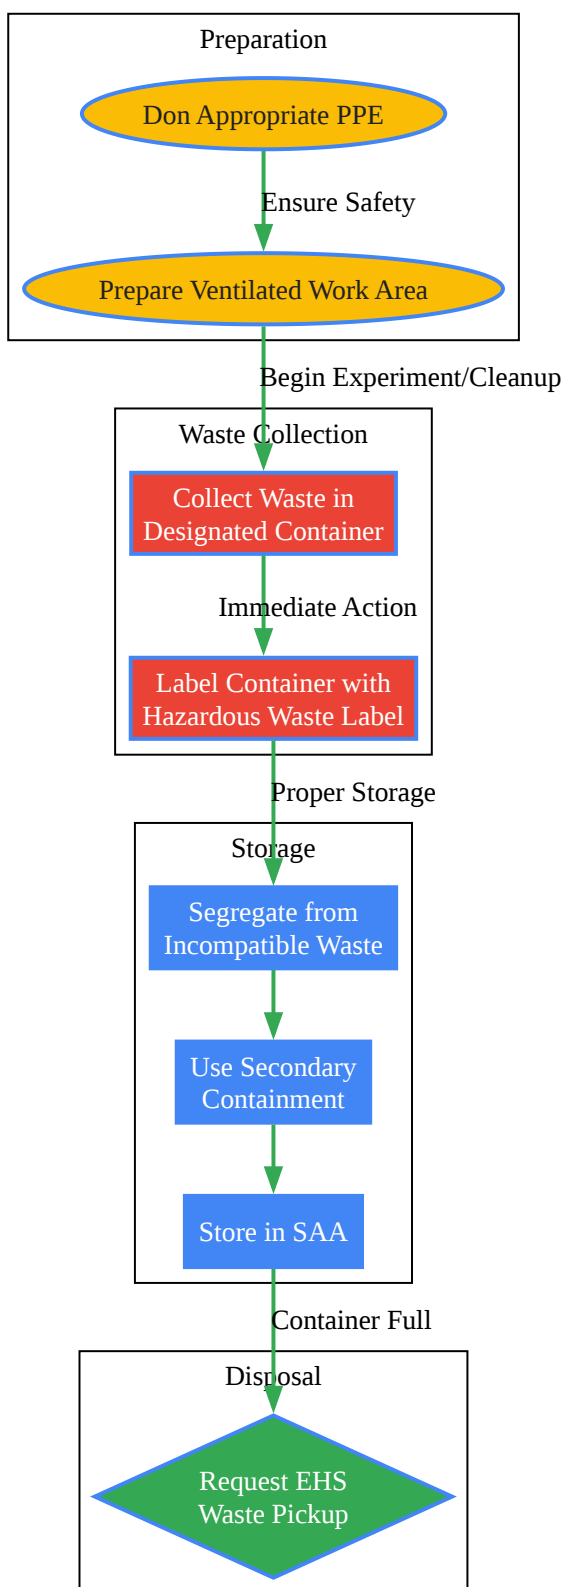 Preparation
Don Appropriate PPE
Ensure Safety
Prepare Ventilated Work Area
Begin Experiment/Cleanup
Waste Collection
Collect Waste in
Designated Container
Immediate Action
Label Container with
Hazardous Waste Label
Proper Storage
Storage
Segregate from
Incompatible Waste
Use Secondary
Containment
Store in SAA
Container Full
Disposal
Request EHS
Waste Pickup